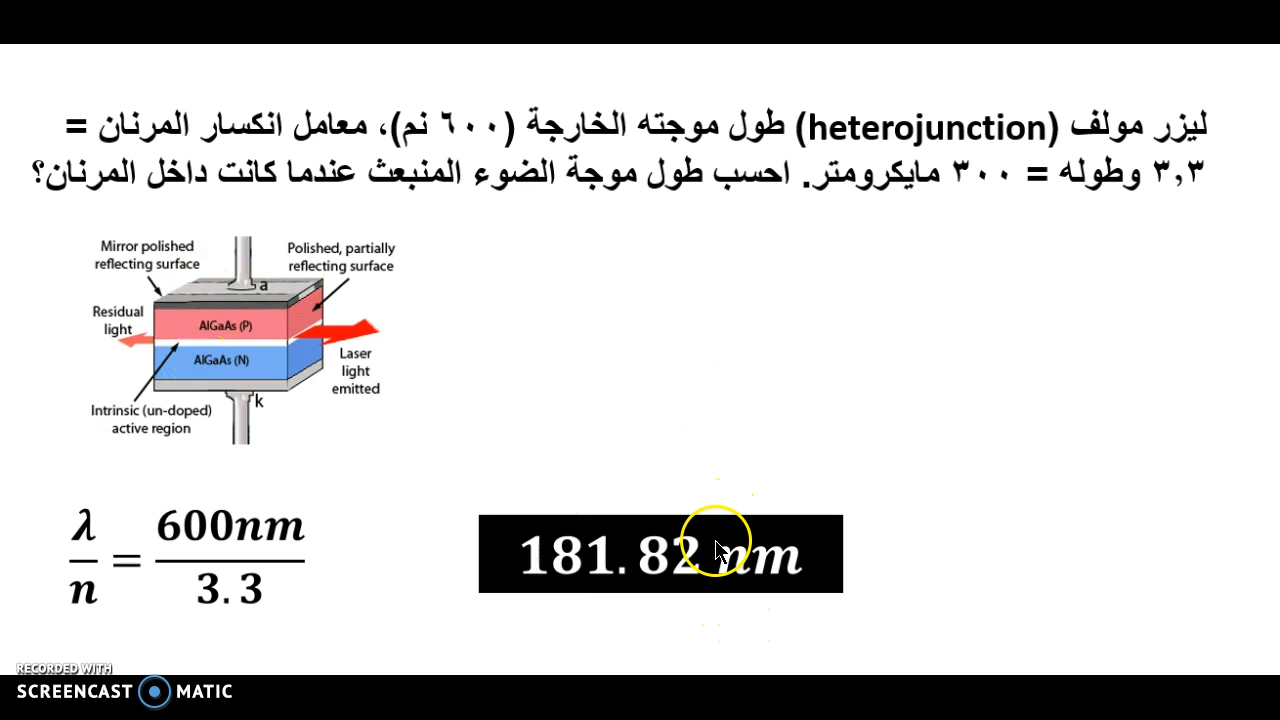 ليزر مولف (heterojunction) طول موجته الخارجة (٦٠٠ نم)، معامل انكسار المرنان =
٣,٣ وطوله = ٣٠٠ مايكرومتر. احسب طول موجة الضوء المنبعث عندما كانت داخل المرنان؟
Mirror polished
reflecting surface
Polished, partially
reflecting surface
a
Residual
light
AlGaAs (P)
AlGaAs (N)
Laser
light
emitted
k
Intrinsic (un-doped)
active region
λ/n = 600nm/3.3
181.82 nm
RECORDED WITH
SCREENCAST MATIC